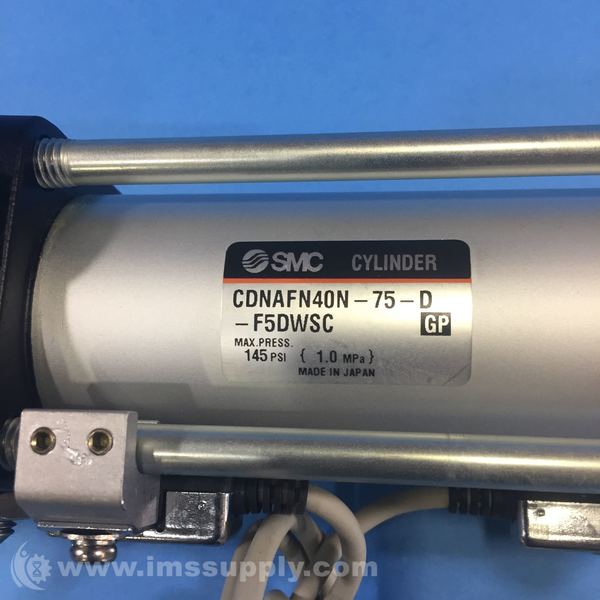 SMC CYLINDER
CDNAFN40N-75-D
-F5DWSC GP
MAX.PRESS.
145 PSI { 1.0 MPa }
MADE IN JAPAN
www.imssupply.com